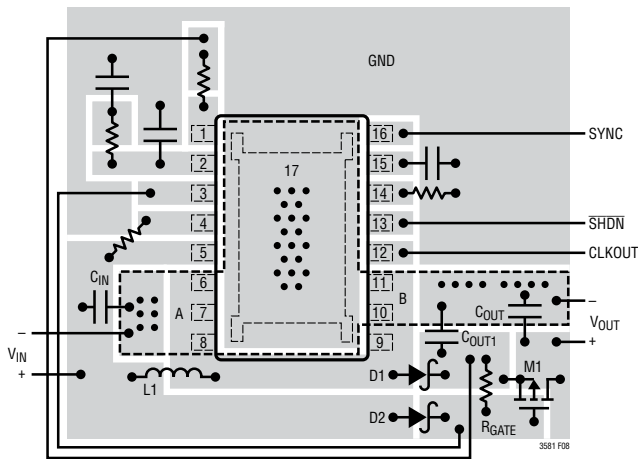 GND
1
16
SYNC
2
15
17
3
14
4
13
SHDN
5
12
CLKOUT
CIN
6
11
A
B
7
10
COUT
–
–
VOUT
8
9
COUT1
+
VIN
+
L1
D1
M1
D2
RGATE
3581 F08